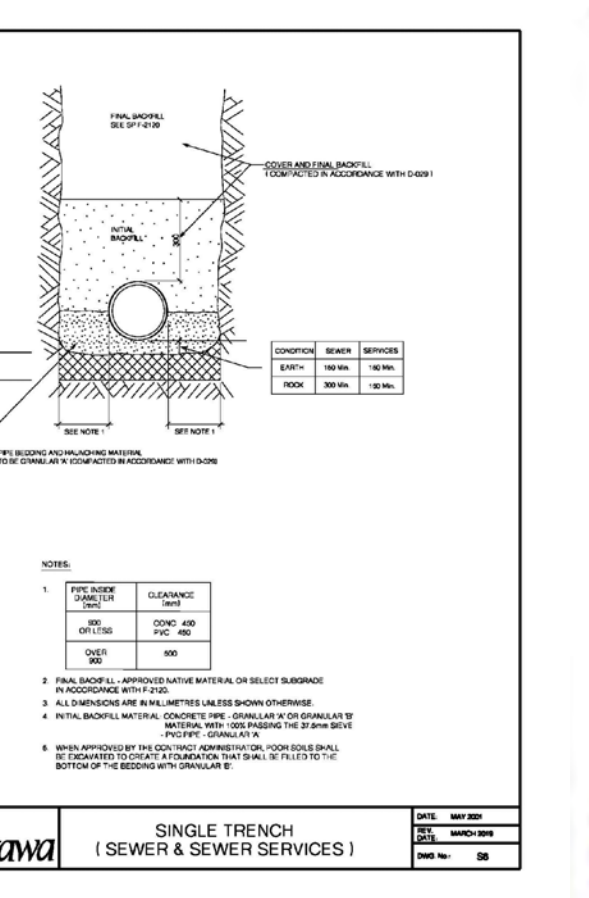 FINAL BACKFILL
SEE SP F-2120
COVER AND FINAL BACKFILL
( COMPACTED IN ACCORDANCE WITH D-029 )
INITIAL
BACKFILL
300
CONDITION SEWER SERVICES
EARTH 150 Min. 150 Min.
ROCK 300 Min. 150 Min.
SEE NOTE 1
SEE NOTE 1
PIPE BEDDING AND HAUNCHING MATERIAL
TO BE GRANULAR 'A' (COMPACTED IN ACCORDANCE WITH D-029)
NOTES:
1.
PIPE INSIDE
DIAMETER
[mm]
CLEARANCE
[mm]
900
OR LESS
CONC 450
PVC 450
OVER
900
500
2. FINAL BACKFILL - APPROVED NATIVE MATERIAL OR SELECT SUBGRADE
IN ACCORDANCE WITH F-2120.
3. ALL DIMENSIONS ARE IN MILLIMETRES UNLESS SHOWN OTHERWISE.
4. INITIAL BACKFILL MATERIAL: CONCRETE PIPE - GRANULAR 'A' OR GRANULAR 'B'
MATERIAL WITH 100% PASSING THE 37.5mm SIEVE
- PVC PIPE - GRANULAR 'A'
5. WHEN APPROVED BY THE CONTRACT ADMINISTRATOR, POOR SOILS SHALL
BE EXCAVATED TO CREATE A FOUNDATION THAT SHALL BE FILLED TO THE
BOTTOM OF THE BEDDING WITH GRANULAR 'B'.
awa
SINGLE TRENCH
( SEWER & SEWER SERVICES )
DATE: MAY 2001
REV. DATE: MARCH 2019
DWG. No.: S6